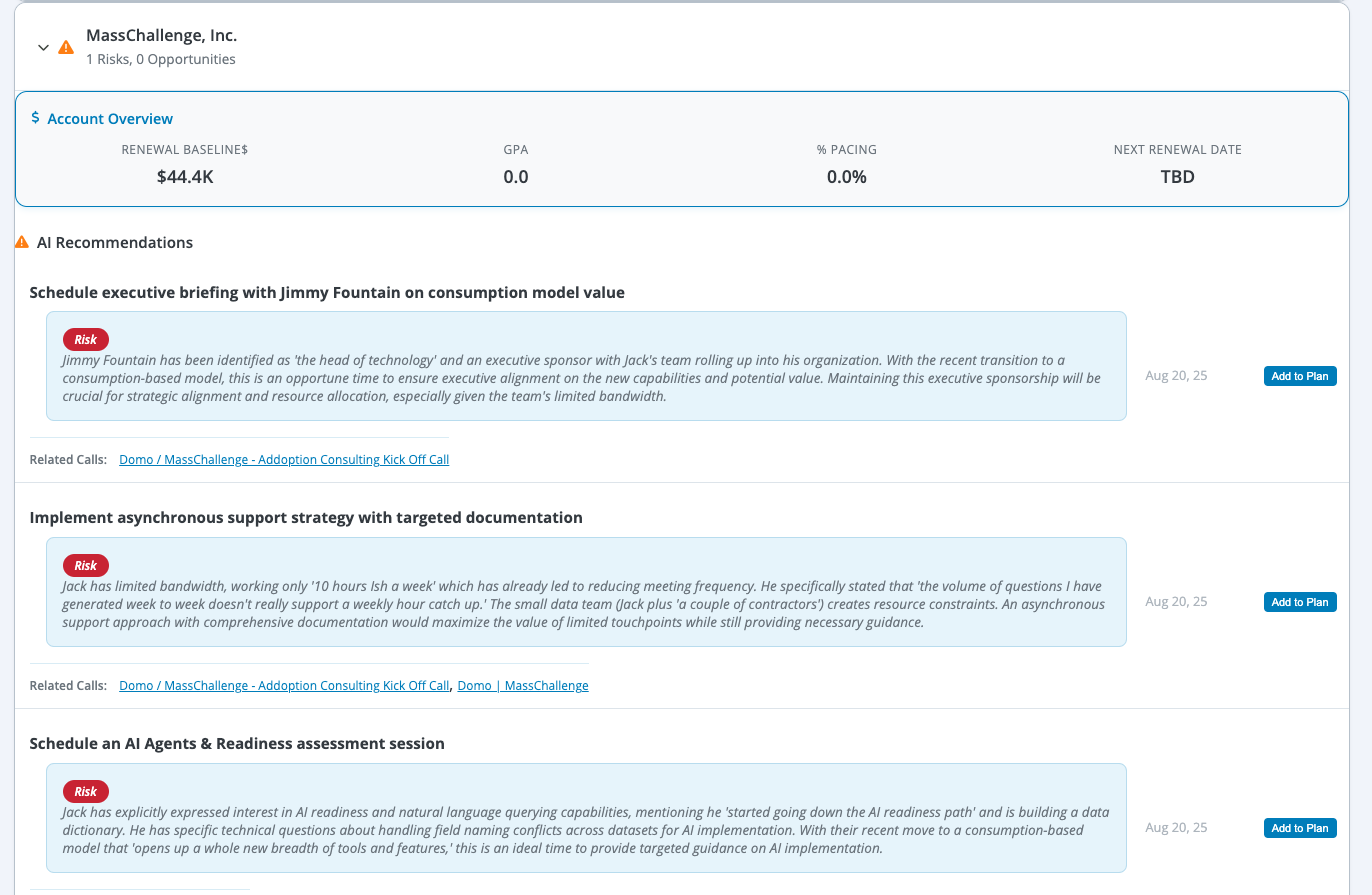 MassChallenge, Inc.
1 Risks, 0 Opportunities
$ Account Overview
RENEWAL BASELINE$ GPA % PACING NEXT RENEWAL DATE
$44.4K 0.0 0.0% TBD
AI Recommendations
Schedule executive briefing with Jimmy Fountain on consumption model value
Risk
Jimmy Fountain has been identified as 'the head of technology' and an executive sponsor with Jack's team rolling up into his organization. With the recent transition to a
consumption-based model, this is an opportune time to ensure executive alignment on the new capabilities and potential value. Maintaining this executive sponsorship will be
crucial for strategic alignment and resource allocation, especially given the team's limited bandwidth.
Aug 20, 25
Add to Plan
Related Calls: Domo / MassChallenge - Addoption Consulting Kick Off Call
Implement asynchronous support strategy with targeted documentation
Risk
Jack has limited bandwidth, working only '10 hours Ish a week' which has already led to reducing meeting frequency. He specifically stated that 'the volume of questions I have
generated week to week doesn't really support a weekly hour catch up.' The small data team (Jack plus 'a couple of contractors') creates resource constraints. An asynchronous
support approach with comprehensive documentation would maximize the value of limited touchpoints while still providing necessary guidance.
Aug 20, 25
Add to Plan
Related Calls: Domo / MassChallenge - Addoption Consulting Kick Off Call, Domo | MassChallenge
Schedule an AI Agents & Readiness assessment session
Risk
Jack has explicitly expressed interest in AI readiness and natural language querying capabilities, mentioning he 'started going down the AI readiness path' and is building a data
dictionary. He has specific technical questions about handling field naming conflicts across datasets for AI implementation. With their recent move to a consumption-based
model that 'opens up a whole new breadth of tools and features,' this is an ideal time to provide targeted guidance on AI implementation.
Aug 20, 25
Add to Plan